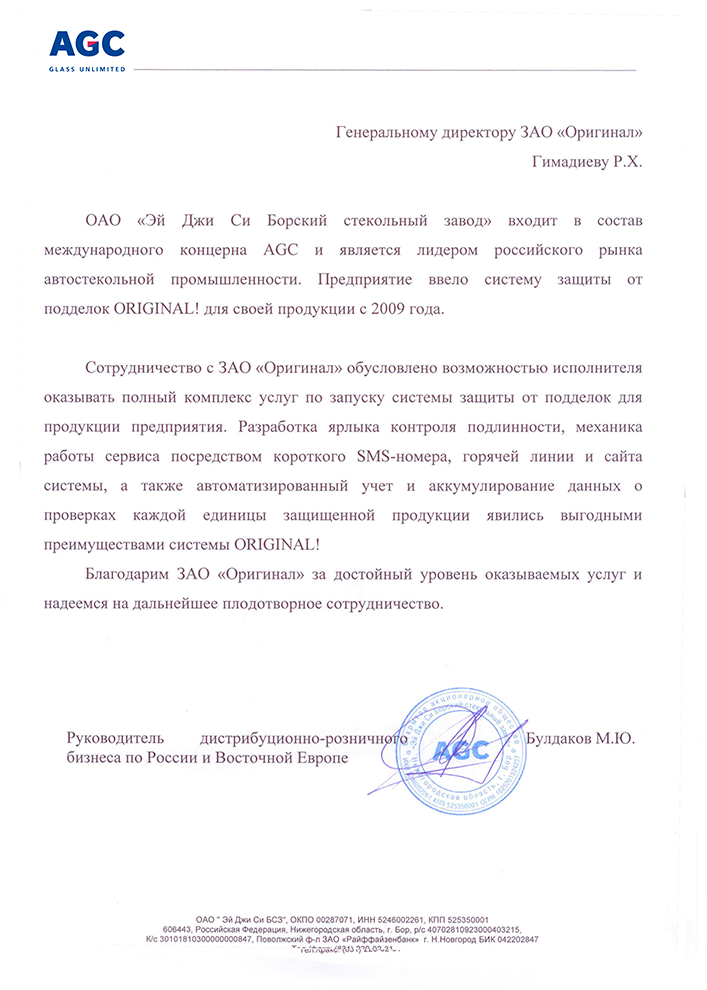 AGC
GLASS UNLIMITED
Генеральному директору ЗАО «Оригинал»
Гимадиеву Р.Х.
ОАО «Эй Джи Си Борский стекольный завод» входит в состав
международного концерна AGC и является лидером российского рынка
автостекольной промышленности. Предприятие ввело систему защиты от
подделок ORIGINAL! для своей продукции с 2009 года.
Сотрудничество с ЗАО «Оригинал» обусловлено возможностью исполнителя
оказывать полный комплекс услуг по запуску системы защиты от подделок для
продукции предприятия. Разработка ярлыка контроля подлинности, механика
работы сервиса посредством короткого SMS-номера, горячей линии и сайта
системы, а также автоматизированный учет и аккумулирование данных о
проверках каждой единицы защищенной продукции явились выгодными
преимуществами системы ORIGINAL!
Благодарим ЗАО «Оригинал» за достойный уровень оказываемых услуг и
надеемся на дальнейшее плодотворное сотрудничество.
Руководитель дистрибуционно-розничного Булдаков М.Ю.
бизнеса по России и Восточной Европе
AGC
ОАО " Эй Джи Си БСЗ", ОКПО 00287071, ИНН 5246002261, КПП 525350001
606443, Российская Федерация, Нижегородская область, г. Бор, р/с 40702810923000403215,
К/с 30101810300000000847, Поволжский ф-л ЗАО «Райффайзенбанк» г. Н.Новгород БИК 042202847